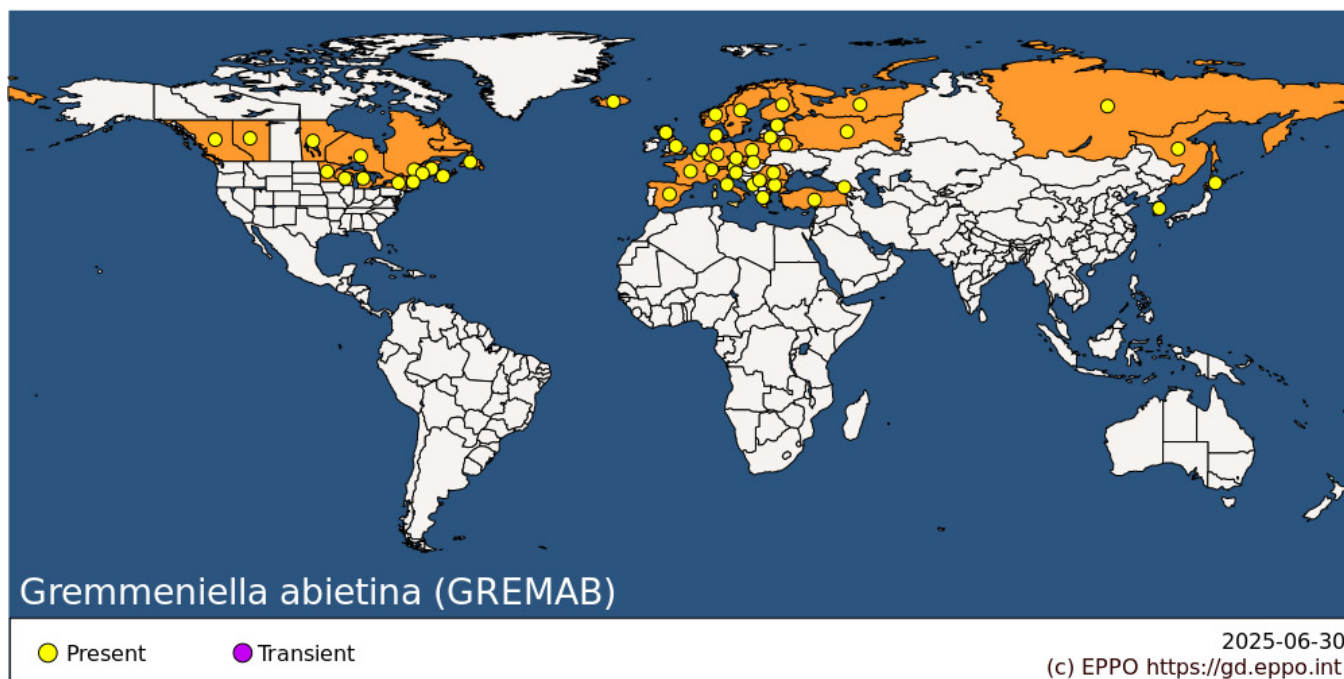 Gremmeniella abietina (GREMAB)
Present
Transient
2025-06-30
(c) EPPO https://gd.eppo.int